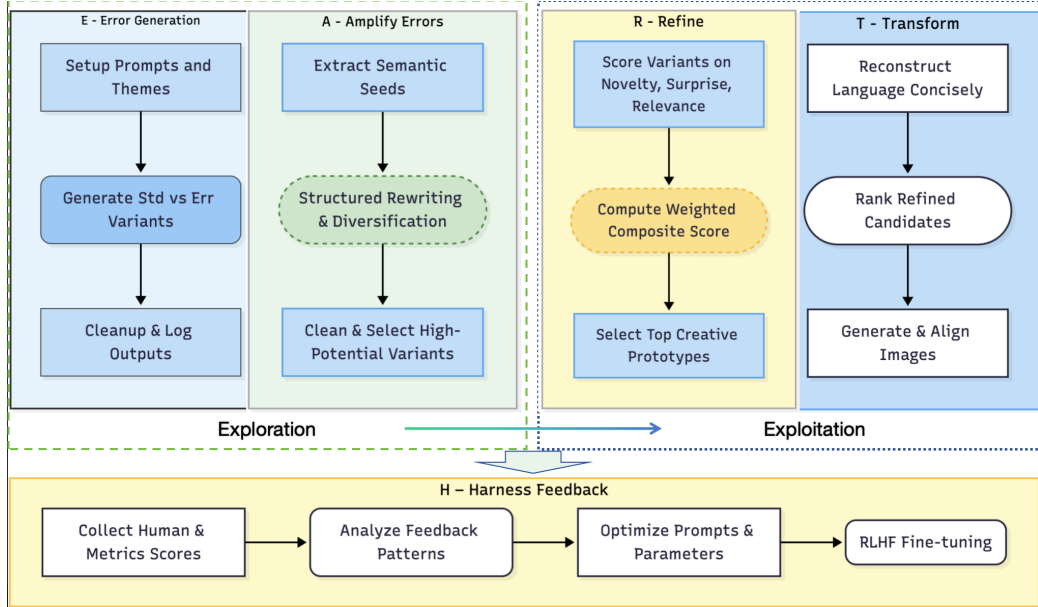 E - Error Generation
Setup Prompts and
Themes
Generate Std vs Err
Variants
Cleanup & Log
Outputs
A - Amplify Errors
Extract Semantic
Seeds
Structured Rewriting
& Diversification
Clean & Select High-
Potential Variants
R - Refine
Score Variants on
Novelty, Surprise,
Relevance
Compute Weighted
Composite Score
Select Top Creative
Prototypes
T - Transform
Reconstruct
Language Concisely
Rank Refined
Candidates
Generate & Align
Images
Exploration
Exploitation
H – Harness Feedback
Collect Human &
Metrics Scores
Analyze Feedback
Patterns
Optimize Prompts &
Parameters
RLHF Fine-tuning